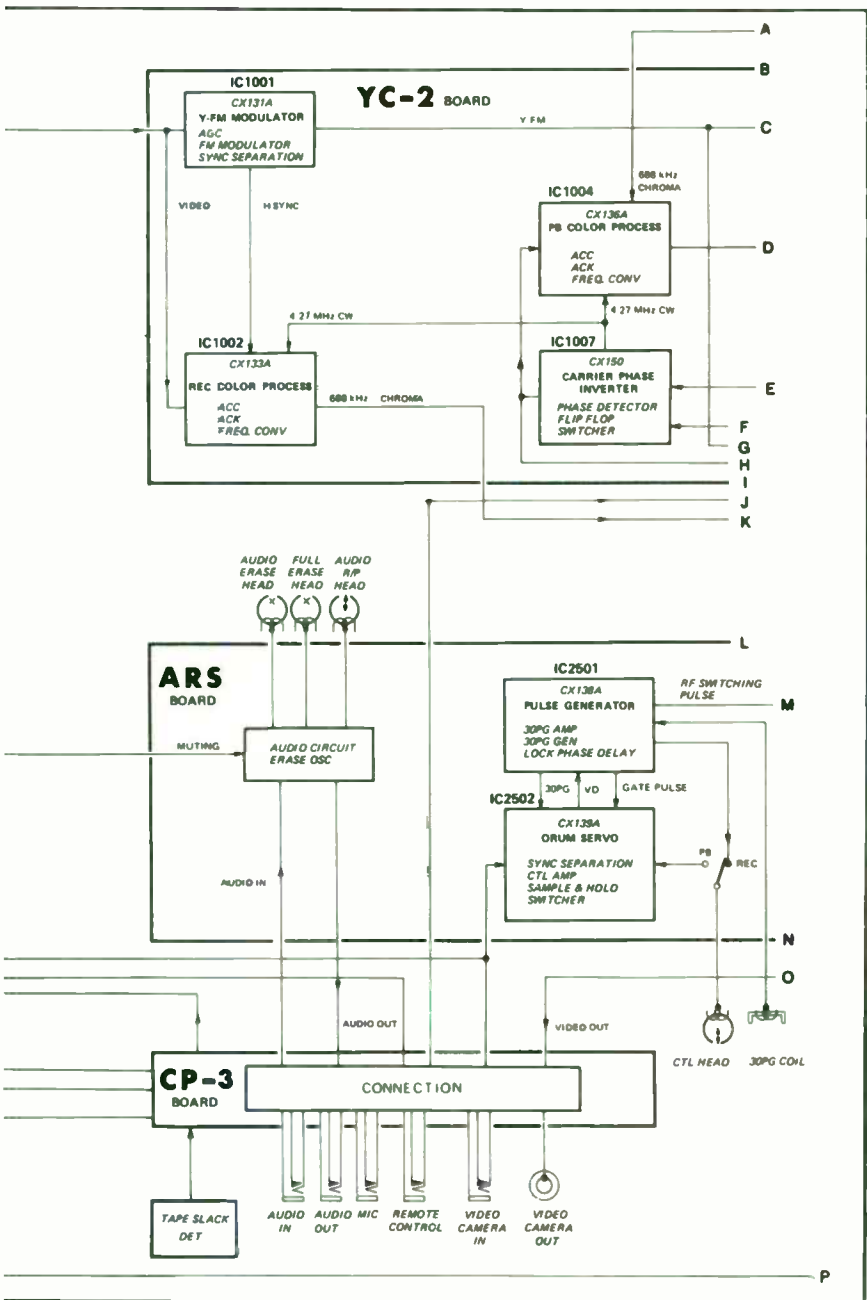 A
B
IC1001
YC-2 BOARD
CX131A
Y-FM MODULATOR
AGC
FM MODULATOR
SYNC SEPARATION
Y FM
C
VIDEO
H SYNC
688 kHz
CHROMA
IC1004
CX136A
PB COLOR PROCESS
ACC
ACK
FREQ. CONV
D
4 27 MHz CW
4 27 MHz CW
IC1002
IC1007
CX133A
REC COLOR PROCESS
ACC
ACK
FREQ. CONV
688 kHz CHROMA
CX150
CARRIER PHASE
INVERTER
PHASE DETECTOR
FLIP FLOP
SWITCHER
E
F
G
H
I
J
K
AUDIO
ERASE
HEAD
FULL
ERASE
HEAD
AUDIO
R/P
HEAD
L
ARS
BOARD
IC2501
CX138A
PULSE GENERATOR
30PG AMP
30PG GEN
LOCK PHASE DELAY
RF SWITCHING
PULSE
M
MUTING
AUDIO CIRCUIT
ERASE OSC
30PG
VD
GATE PULSE
IC2502
CX139A
DRUM SERVO
SYNC SEPARATION
CTL AMP
SAMPLE & HOLD
SWITCHER
PB
REC
AUDIO IN
N
O
AUDIO OUT
VIDEO OUT
CTL HEAD
30PG COIL
CP-3
BOARD
CONNECTION
TAPE SLACK
DET
AUDIO
IN
AUDIO
OUT
MIC
REMOTE
CONTROL
VIDEO
CAMERA
IN
VIDEO
CAMERA
OUT
P